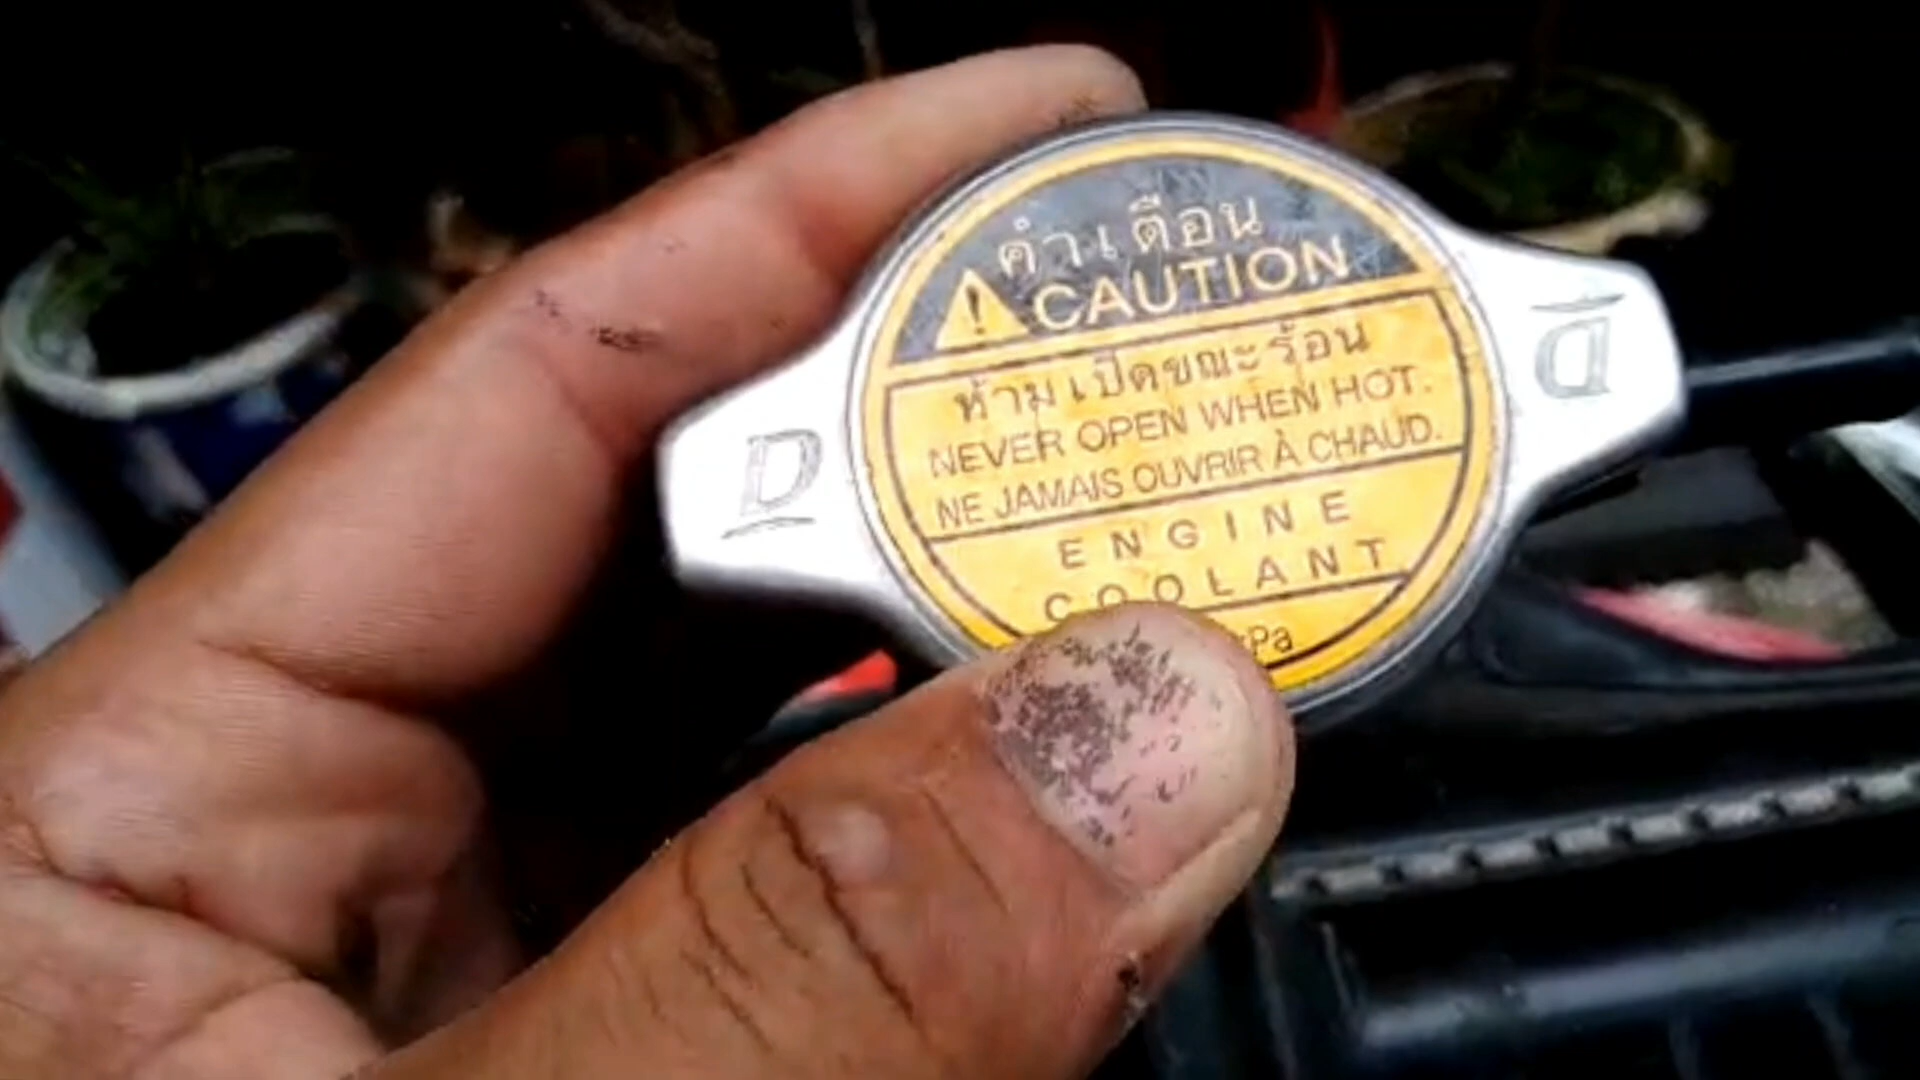 คำเตือน
! CAUTION
ห้ามเปิดขณะร้อน
NEVER OPEN WHEN HOT.
NE JAMAIS OUVRIR À CHAUD.
ENGINE
COOLANT
Pa
D
D